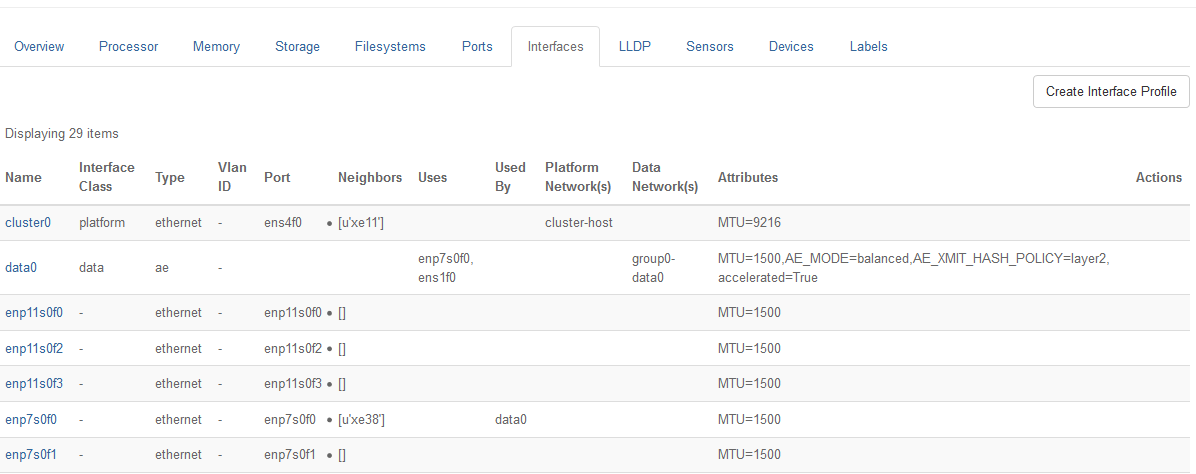 Overview Processor Memory Storage Filesystems Ports Interfaces LLDP Sensors Devices Labels
Create Interface Profile
Displaying 29 items
Name Interface Class Type Vlan ID Port Neighbors Uses Used By Platform Network(s) Data Network(s) Attributes Actions
cluster0 platform ethernet - ens4f0 • [u'xe11'] cluster-host MTU=9216
data0 data ae - enp7s0f0, ens1f0 group0-data0 MTU=1500,AE_MODE=balanced,AE_XMIT_HASH_POLICY=layer2, accelerated=True
enp11s0f0 - ethernet - enp11s0f0 • [] MTU=1500
enp11s0f2 - ethernet - enp11s0f2 • [] MTU=1500
enp11s0f3 - ethernet - enp11s0f3 • [] MTU=1500
enp7s0f0 - ethernet - enp7s0f0 • [u'xe38'] data0 MTU=1500
enp7s0f1 - ethernet - enp7s0f1 • [] MTU=1500